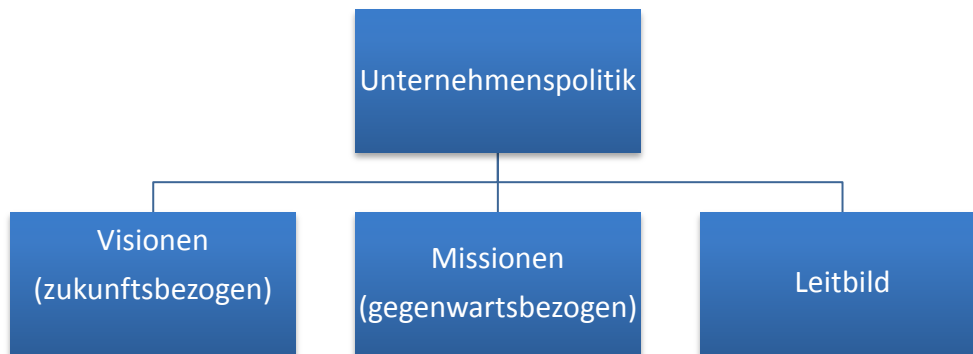 Unternehmenspolitik
Visionen
(zukunftsbezogen)
Missionen
(gegenwartsbezogen)
Leitbild